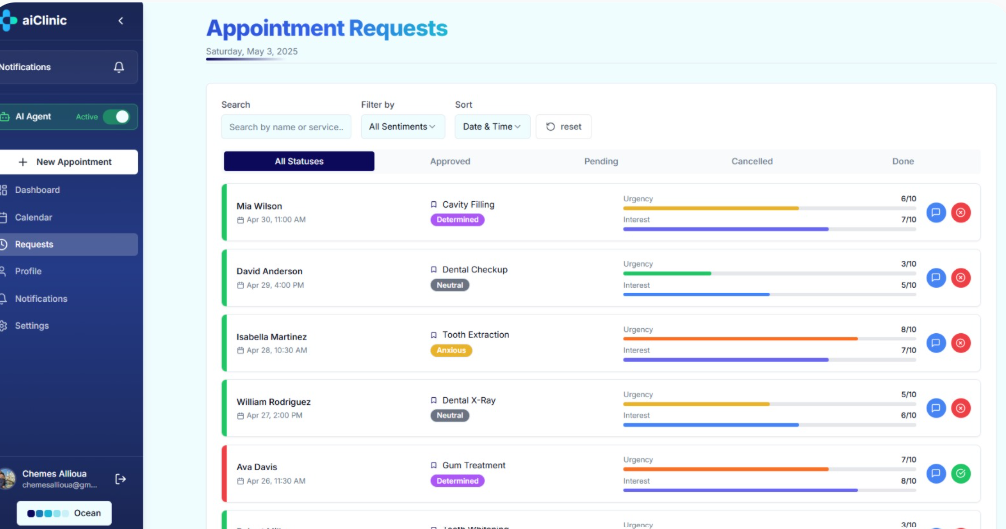 aiClinic
Notifications
AI Agent Active
New Appointment
Dashboard
Calendar
Requests
Profile
Notifications
Settings
Chemes Allioua
chemesallioua@gm...
Ocean
Appointment Requests
Saturday, May 3, 2025
Search Filter by Sort
Search by name or service.. All Sentiments Date & Time reset
All Statuses Approved Pending Cancelled Done
Mia Wilson
Apr 30, 11:00 AM
Cavity Filling
Determined
Urgency 6/10
Interest 7/10
David Anderson
Apr 29, 4:00 PM
Dental Checkup
Neutral
Urgency 3/10
Interest 5/10
Isabella Martinez
Apr 28, 10:30 AM
Tooth Extraction
Anxious
Urgency 8/10
Interest 7/10
William Rodriguez
Apr 27, 2:00 PM
Dental X-Ray
Neutral
Urgency 5/10
Interest 6/10
Ava Davis
Apr 26, 11:30 AM
Gum Treatment
Determined
Urgency 7/10
Interest 8/10
Tooth Whitening
Urgency 3/10